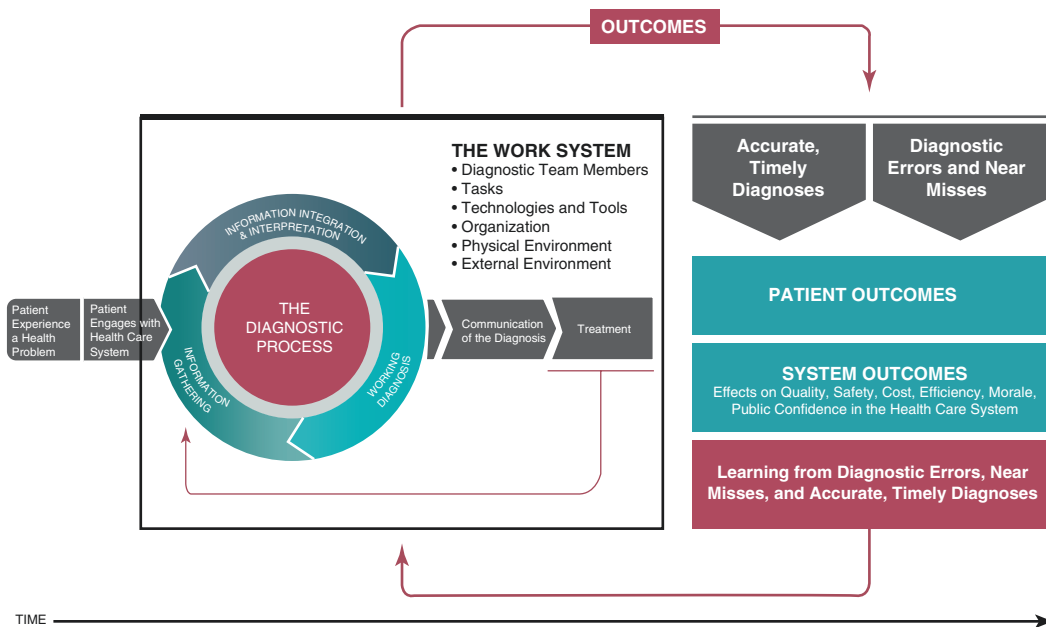 OUTCOMES
THE WORK SYSTEM
• Diagnostic Team Members
• Tasks
• Technologies and Tools
• Organization
• Physical Environment
• External Environment
Patient
Experience
a Health
Problem
Patient
Engages with
Health Care
System
INFORMATION INTEGRATION
& INTERPRETATION
INFORMATION
GATHERING
WORKING
DIAGNOSIS
THE
DIAGNOSTIC
PROCESS
Communication
of the Diagnosis
Treatment
Accurate,
Timely
Diagnoses
Diagnostic
Errors and Near
Misses
PATIENT OUTCOMES
SYSTEM OUTCOMES
Effects on Quality, Safety, Cost, Efficiency, Morale,
Public Confidence in the Health Care System
Learning from Diagnostic Errors, Near
Misses, and Accurate, Timely Diagnoses
TIME